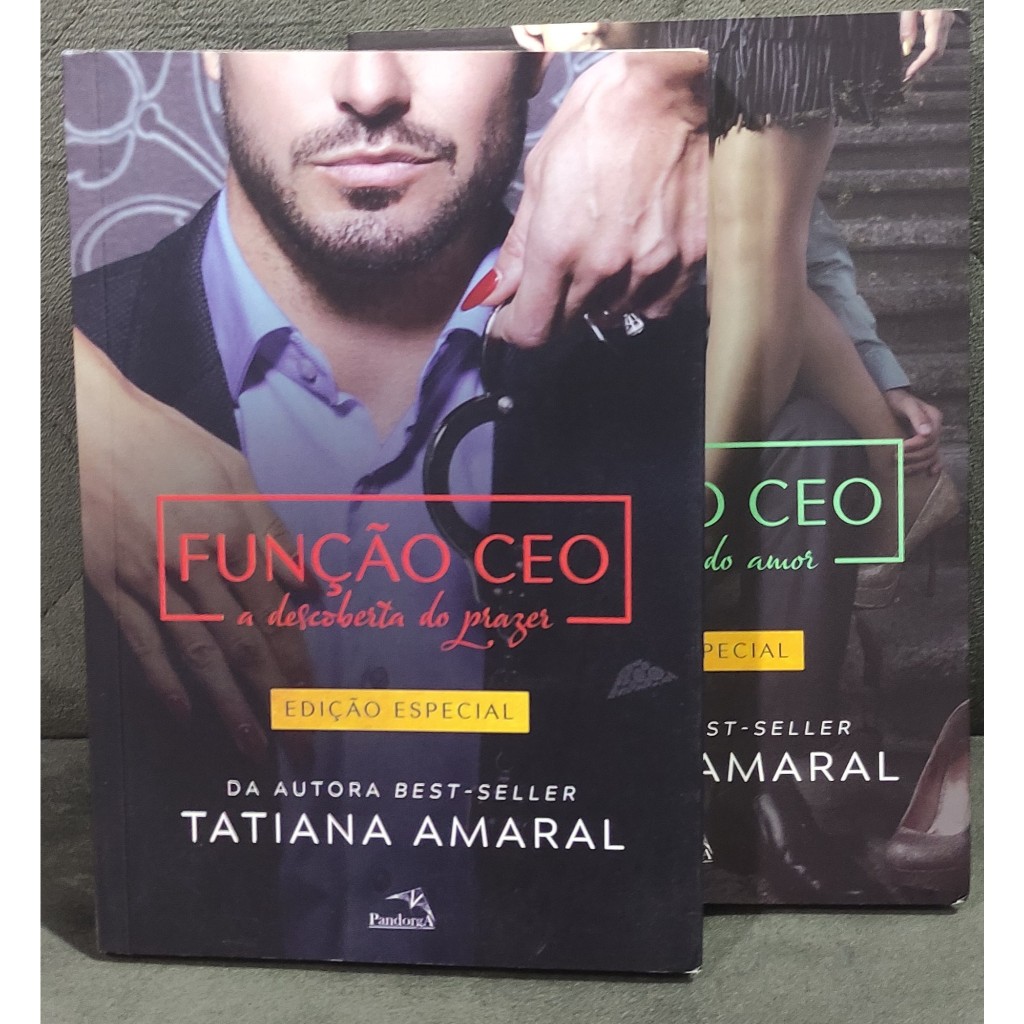 FUNÇÃO CEO
a descoberta do prazer
EDIÇÃO ESPECIAL
DA AUTORA BEST-SELLER
TATIANA AMARAL
PandorgA
O CEO
do amor
PECIAL
ST-SELLER
AMARAL